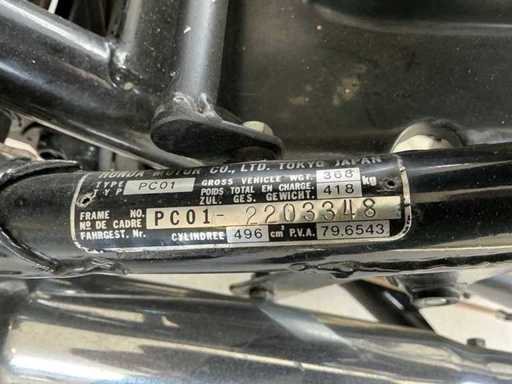 HONDA MOTOR CO., LTD. TOKYO JAPAN
TYPE PC01 GROSS VEHICLE WGT. 368 kg
TYP POIDS TOTAL EN CHARGE. 418
ZUL. GES. GEWICHT.
FRAME NO.
Nº DE CADRE PC01-2203348
FAHRGEST. Nr. CYLINDREE 496 cm³ P.V.A. 79.6543